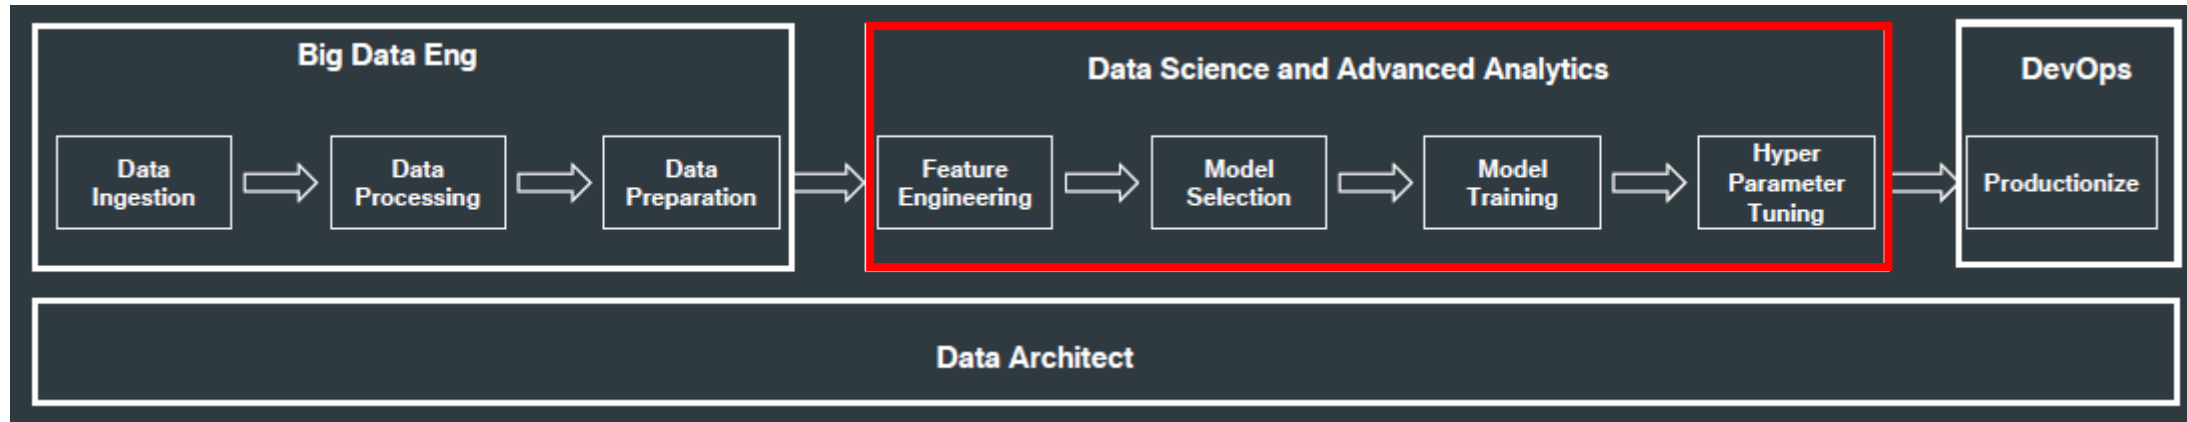 Big Data Eng
Data
Ingestion
Data
Processing
Data
Preparation
Data Science and Advanced Analytics
Feature
Engineering
Model
Selection
Model
Training
Hyper
Parameter
Tuning
DevOps
Productionize
Data Architect